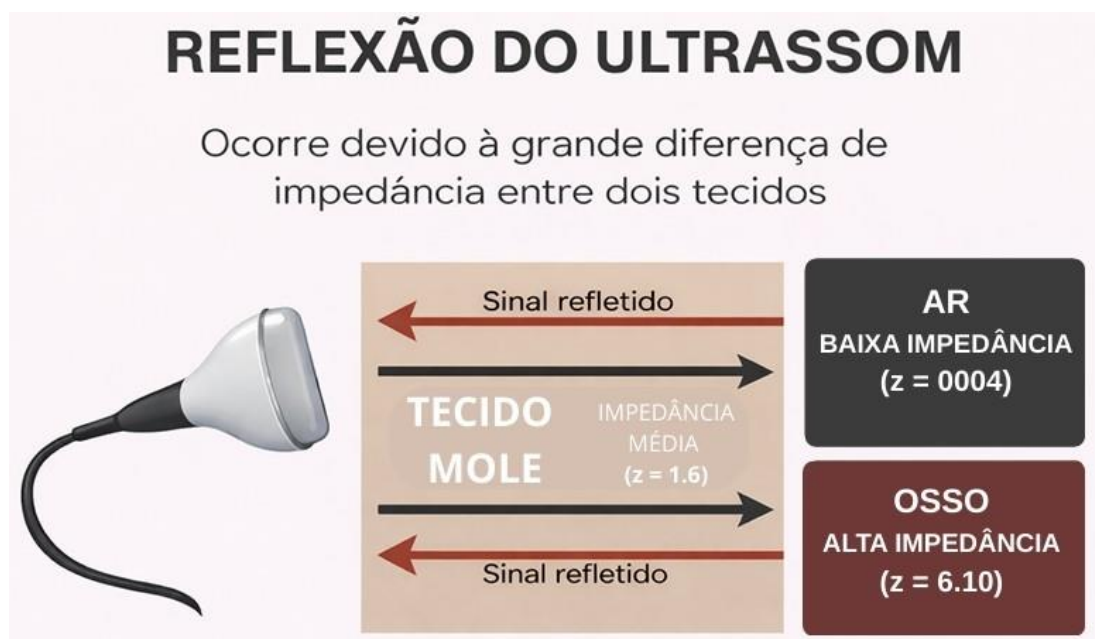 REFLEXÃO DO ULTRASSOM
Ocorre devido à grande diferença de
impedáncia entre dois tecidos
Sinal refletido
TECIDO
MOLE
IMPEDÂNCIA
MÉDIA
(z = 1.6)
Sinal refletido
AR
BAIXA IMPEDÂNCIA
(z = 0004)
OSSO
ALTA IMPEDÂNCIA
(z = 6.10)